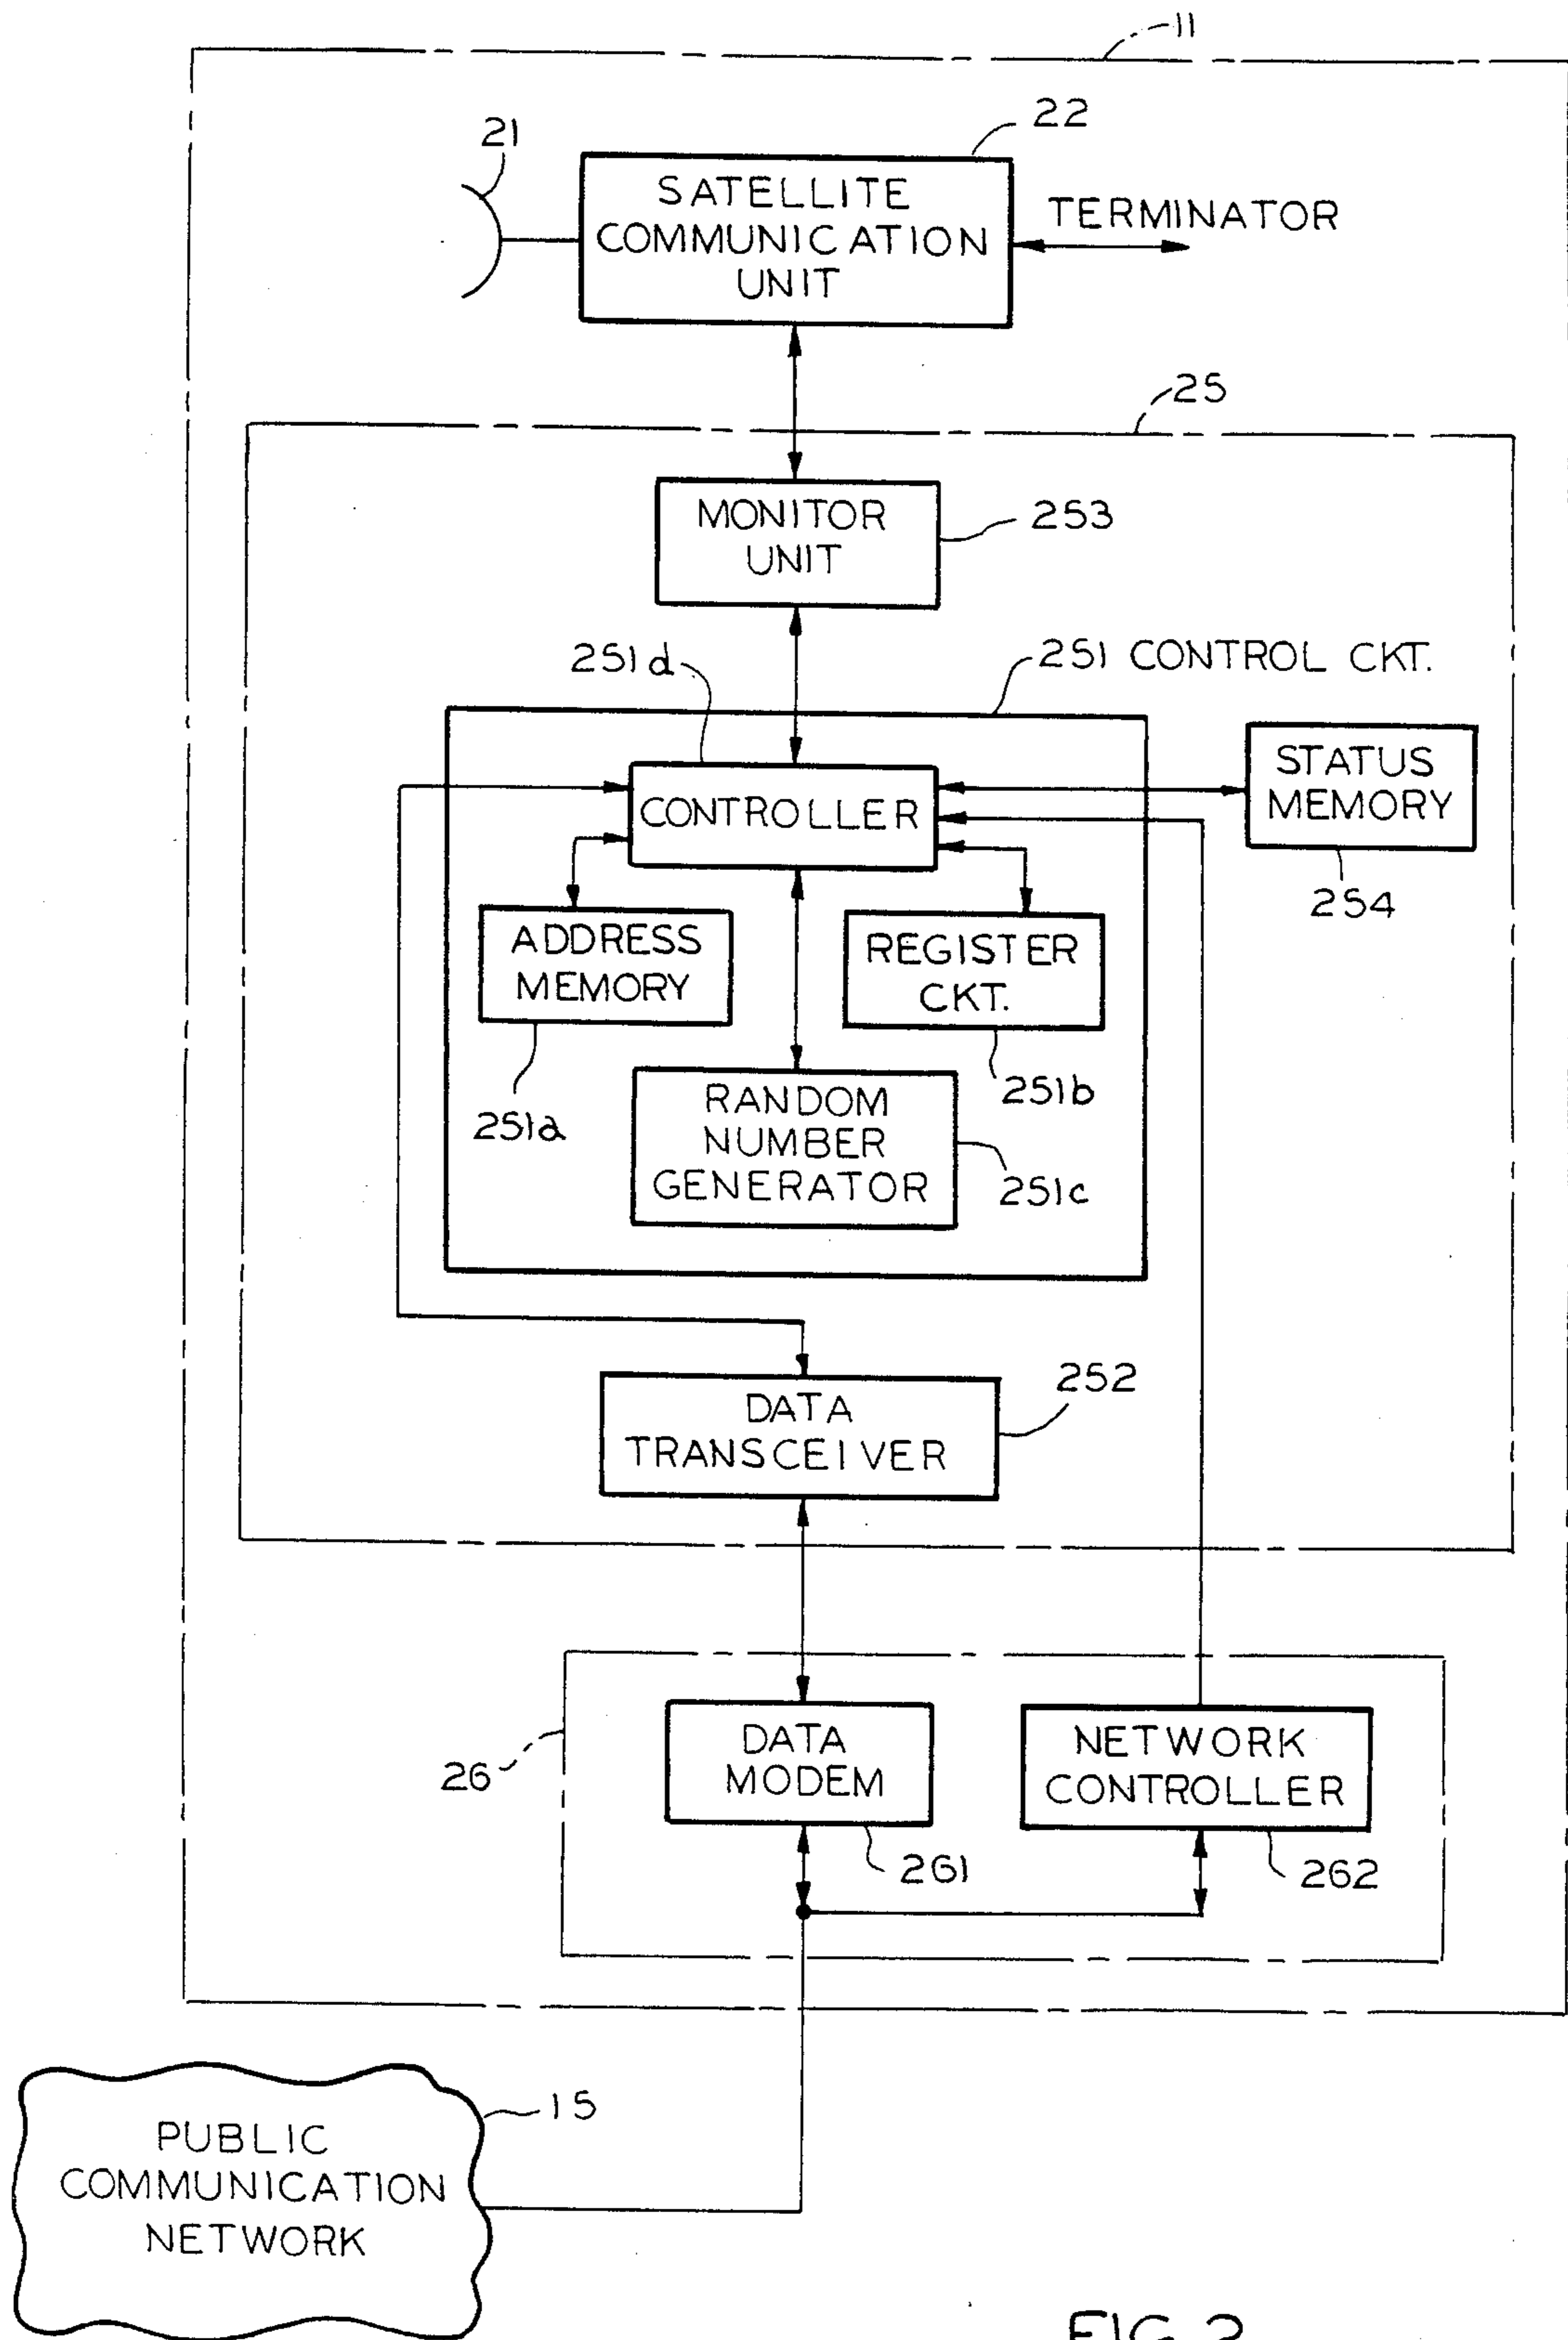 11
21
22
SATELLITE
COMMUNICATION
UNIT
TERMINATOR
25
MONITOR
UNIT
253
251d
251 CONTROL CKT.
CONTROLLER
STATUS
MEMORY
254
ADDRESS
MEMORY
251a
REGISTER
CKT.
251b
RANDOM
NUMBER
GENERATOR
251c
252
DATA
TRANSCEIVER
26
DATA
MODEM
261
NETWORK
CONTROLLER
262
15
PUBLIC
COMMUNICATION
NETWORK
FIG.2